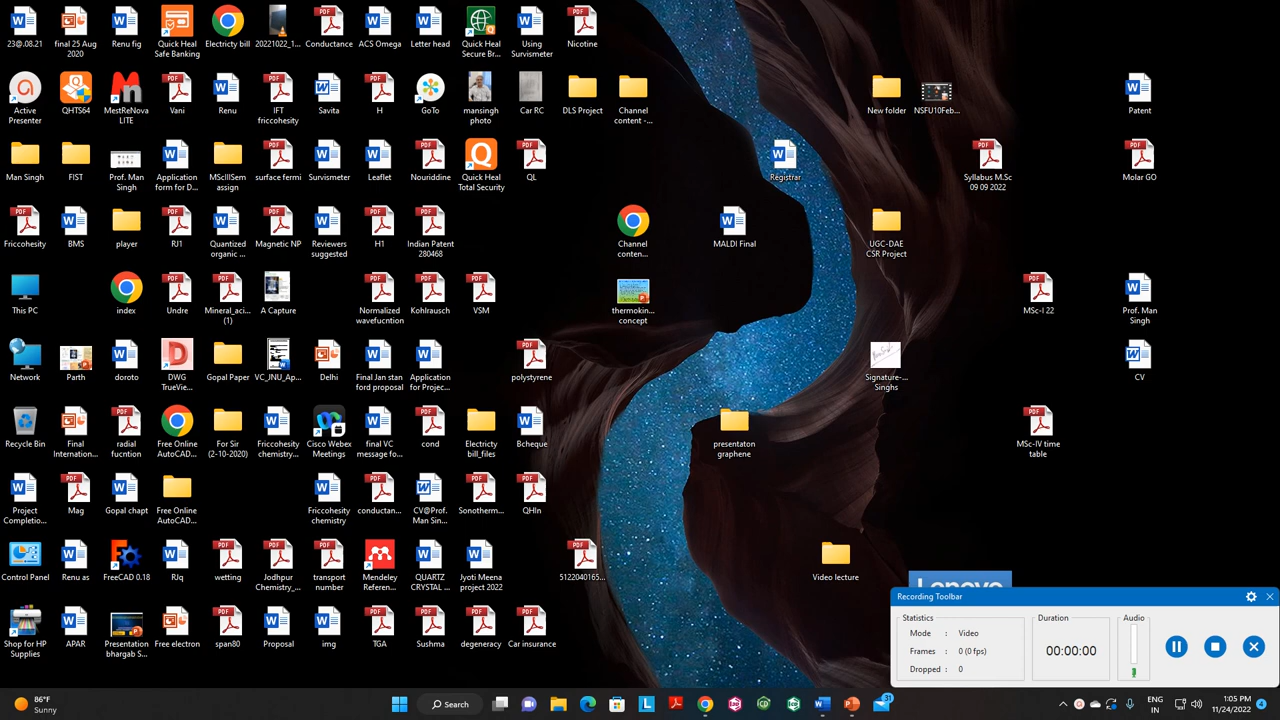 23@.08.21
final 25 Aug
2020
Renu fig
Quick Heal
Safe Banking
Electricty bill
20221022_1...
Conductance
ACS Omega
Letter head
Quick Heal
Secure Br...
Using
Survismeter
Nicotine
Active
Presenter
QHTS64
MestReNova
LITE
Vani
Renu
IFT
friccohesity
Savita
H
GoTo
mansingh
photo
Car RC
DLS Project
Channel
content -...
New folder
NSFU10Feb...
Patent
Man Singh
FIST
Prof. Man
Singh
Application
form for D...
MScIIISem
assign
surface fermi
Survismeter
Leaflet
Nouriddine
Quick Heal
Total Security
QL
Registrar
Syllabus M.Sc
09 09 2022
Molar GO
Friccohesity
BMS
player
RJ1
Quantized
organic ...
Magnetic NP
Reviewers
suggested
H1
Indian Patent
280468
Channel
conten...
MALDI Final
UGC-DAE
CSR Project
This PC
index
Undre
Mineral_aci...
(1)
A Capture
Normalized
wavefucntion
Kohlrausch
VSM
thermokin...
concept
MSc-I 22
Prof. Man
Singh
Network
Parth
doroto
DWG
TrueVie...
Gopal Paper
VC_JNU_Ap...
Delhi
Final Jan stan
ford proposal
Application
for Projec...
polystyrene
Signature-...
Singhs
CV
Recycle Bin
Final
Internation...
radial
fucntion
Free Online
AutoCAD...
For Sir
(2-10-2020)
Friccohesity
chemistry...
Cisco Webex
Meetings
final VC
message fo...
cond
Electricty
bill_files
Bcheque
presentaton
graphene
MSc-IV time
table
Project
Completio...
Mag
Gopal chapt
Free Online
AutoCAD...
Friccohesity
chemistry
conductan...
CV@Prof.
Man Sin...
Sonotherm...
QHIn
Control Panel
Renu as
FreeCAD 0.18
RJq
wetting
Jodhpur
Chemistry_...
transport
number
Mendeley
Referen...
QUARTZ
CRYSTAL ...
Jyoti Meena
project 2022
5122040165...
Video lecture
Lenovo
Shop for HP
Supplies
APAR
Presentation
bhargab S...
Free electron
span80
Proposal
img
TGA
Sushma
degeneracy
Car insurance
Recording Toolbar
Statistics
Mode : Video
Frames : 0 (0 fps)
Dropped : 0
Duration
00:00:00
Audio
86°F
Sunny
Search
31
ENG
IN
1:05 PM
11/24/2022
4